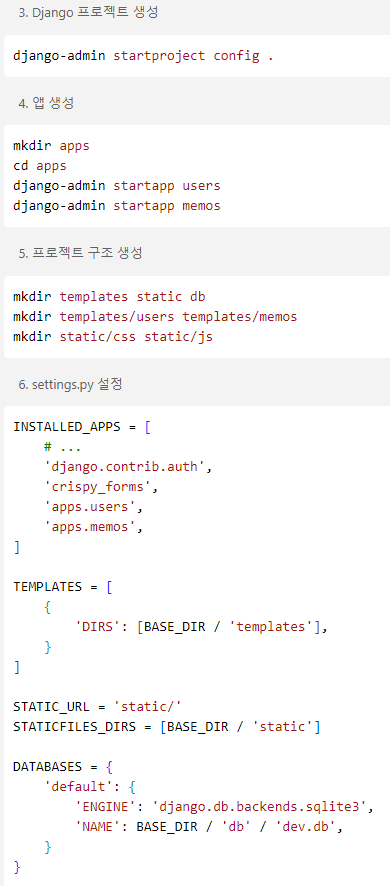 3. Django 프로젝트 생성
django-admin startproject config .
4. 앱 생성
mkdir apps
cd apps
django-admin startapp users
django-admin startapp memos
5. 프로젝트 구조 생성
mkdir templates static db
mkdir templates/users templates/memos
mkdir static/css static/js
6. settings.py 설정
INSTALLED_APPS = [
    # ...
    'django.contrib.auth',
    'crispy_forms',
    'apps.users',
    'apps.memos',
]
TEMPLATES = [
    {
        'DIRS': [BASE_DIR / 'templates'],
    }
]
STATIC_URL = 'static/'
STATICFILES_DIRS = [BASE_DIR / 'static']
DATABASES = {
    'default': {
        'ENGINE': 'django.db.backends.sqlite3',
        'NAME': BASE_DIR / 'db' / 'dev.db',
    }
}